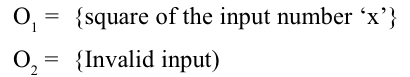 O₁ = {square of the input number ‘x’}
O₂ = {Invalid input)